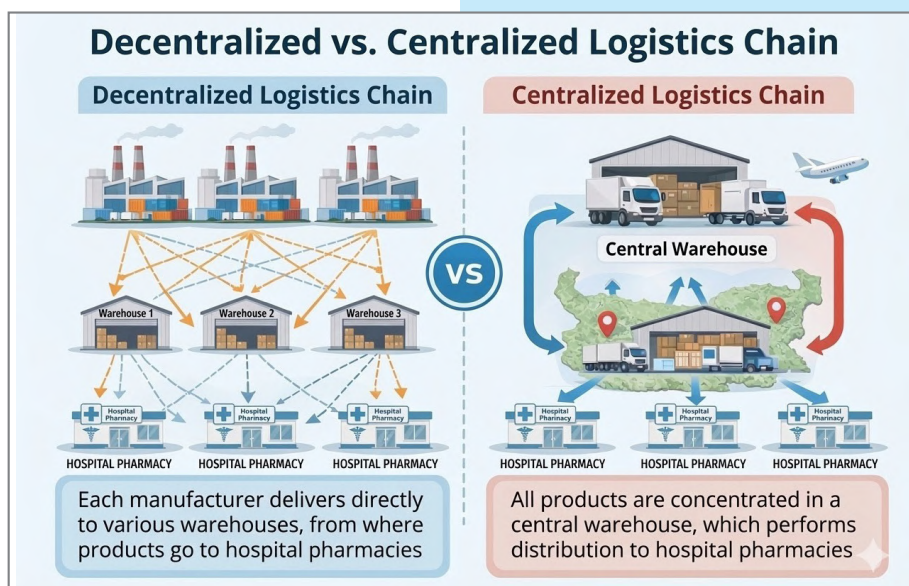 Decentralized vs. Centralized Logistics Chain
Decentralized Logistics Chain
Warehouse 1
Warehouse 2
Warehouse 3
Hospital
Pharmacy
Hospital
Pharmacy
Hospital
Pharmacy
HOSPITAL PHARMACY
HOSPITAL PHARMACY
HOSPITAL PHARMACY
Each manufacturer delivers directly
to various warehouses, from where
products go to hospital pharmacies
VS
Centralized Logistics Chain
Central Warehouse
Hospital
Pharmacy
Hospital
Pharmacy
Hospital
Pharmacy
HOSPITAL PHARMACY
HOSPITAL PHARMACY
HOSPITAL PHARMACY
All products are concentrated in a
central warehouse, which performs
distribution to hospital pharmacies